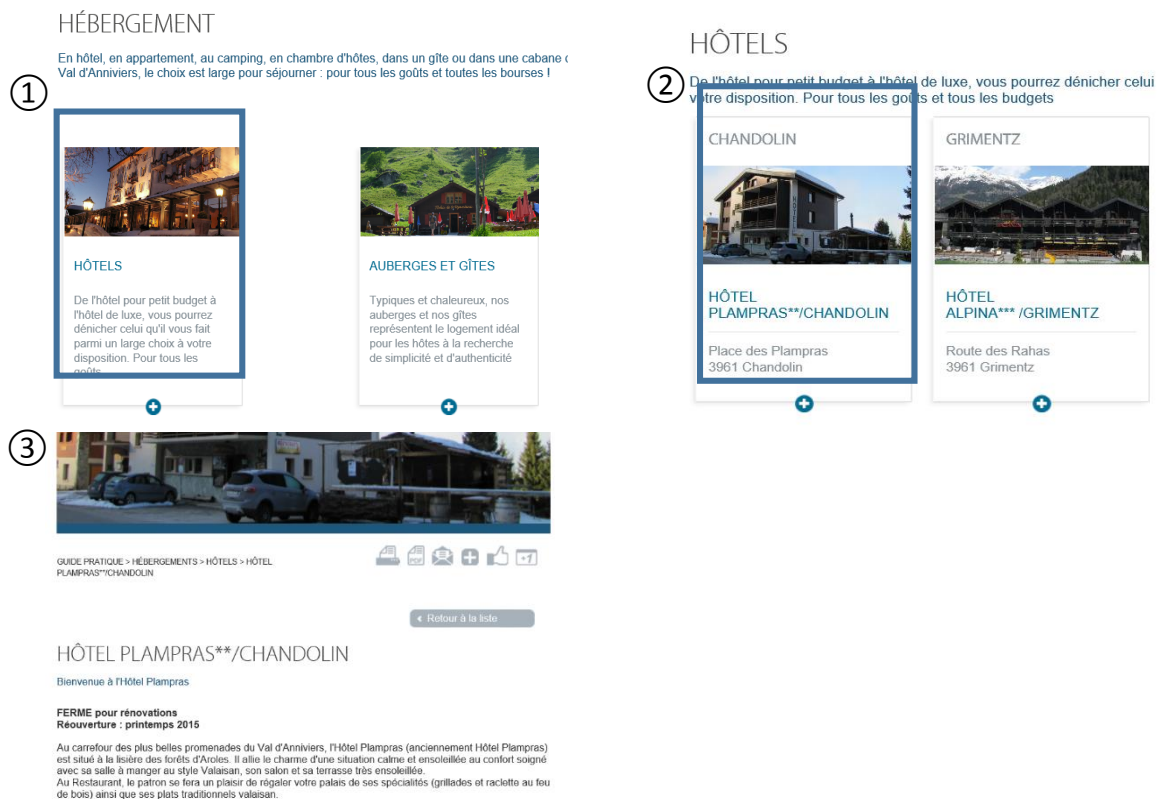 HÉBERGEMENT
En hôtel, en appartement, au camping, en chambre d'hôtes, dans un gîte ou dans une cabane
Val d'Anniviers, le choix est large pour séjourner : pour tous les goûts et toutes les bourses !
①
HÔTELS
De l'hôtel pour petit budget à
l'hôtel de luxe, vous pourrez
dénicher celui qu'il vous fait
parmi un large choix à votre
disposition. Pour tous les
goûts
AUBERGES ET GÎTES
Typiques et chaleureux, nos
auberges et nos gîtes
représentent le logement idéal
pour les hôtes à la recherche
de simplicité et d'authenticité
HÔTELS
②
De l'hôtel pour petit budget à l'hôtel de luxe, vous pourrez dénicher celui
votre disposition. Pour tous les goûts et tous les budgets
CHANDOLIN
HOTEL
HÔTEL
PLAMPRAS**/CHANDOLIN
Place des Plampras
3961 Chandolin
GRIMENTZ
HÔTEL
ALPINA*** /GRIMENTZ
Route des Rahas
3961 Grimentz
③
GUIDE PRATIQUE > HÉBERGEMENTS > HÔTELS > HÔTEL
PLAMPRAS**/CHANDOLIN
PDF
+1
Retour à la liste
HÔTEL PLAMPRAS**/CHANDOLIN
Bienvenue à l'Hôtel Plampras
FERME pour rénovations
Réouverture : printemps 2015
Au carrefour des plus belles promenades du Val d'Anniviers, l'Hôtel Plampras (anciennement Hôtel Plampras)
est situé à la lisière des forêts d'Aroles. Il allie le charme d'une situation calme et ensoleillée au confort soigné
avec sa salle à manger au style Valaisan, son salon et sa terrasse très ensoleillée.
Au Restaurant, le patron se fera un plaisir de régaler votre palais de ses spécialités (grillades et raclette au feu
de bois) ainsi que ses plats traditionnels valaisan.